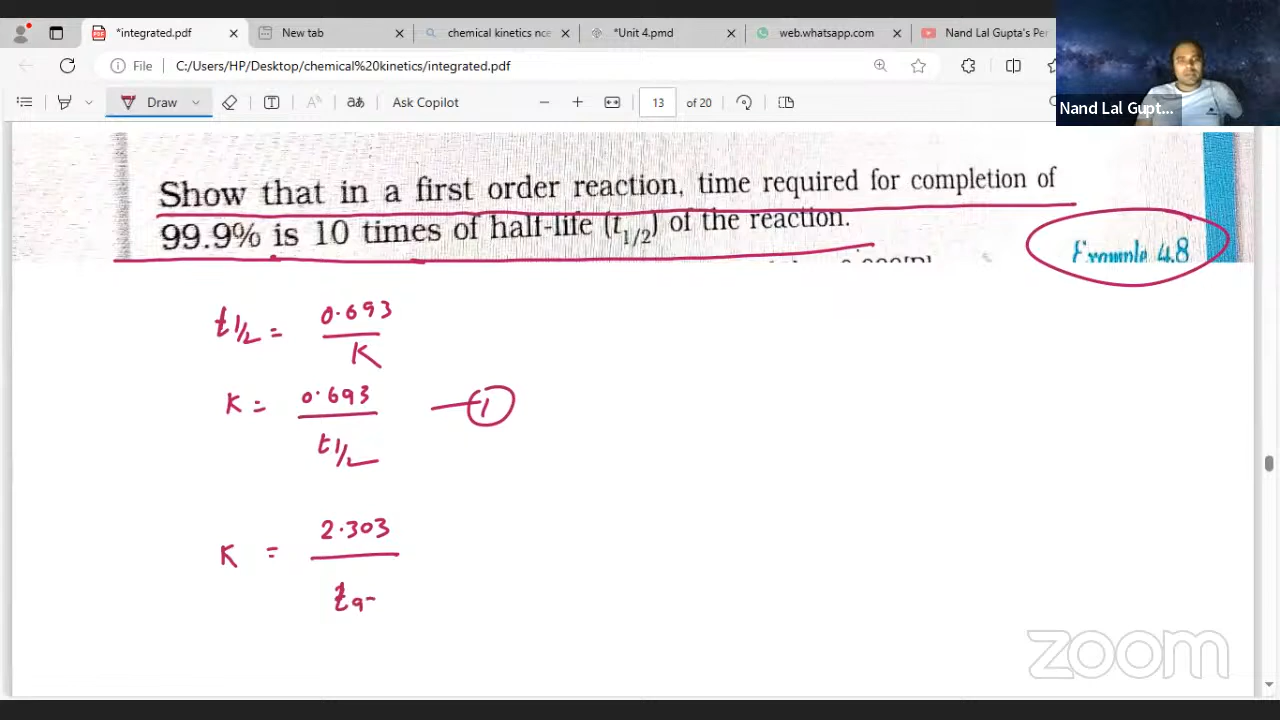 *integrated.pdf
New tab
chemical kinetics nce
*Unit 4.pmd
web.whatsapp.com
Nand Lal Gupta's Per
File
C:/Users/HP/Desktop/chemical%20kinetics/integrated.pdf
Draw
Ask Copilot
13
of 20
Nand Lal Gupt...
Show that in a first order reaction, time required for completion of
99.9% is 10 times of half-life (t1/2) of the reaction.
Example 4.8
t1/2 = 0.693/K
K = 0.693/t1/2 — 1
K = 2.303/t9
zoom